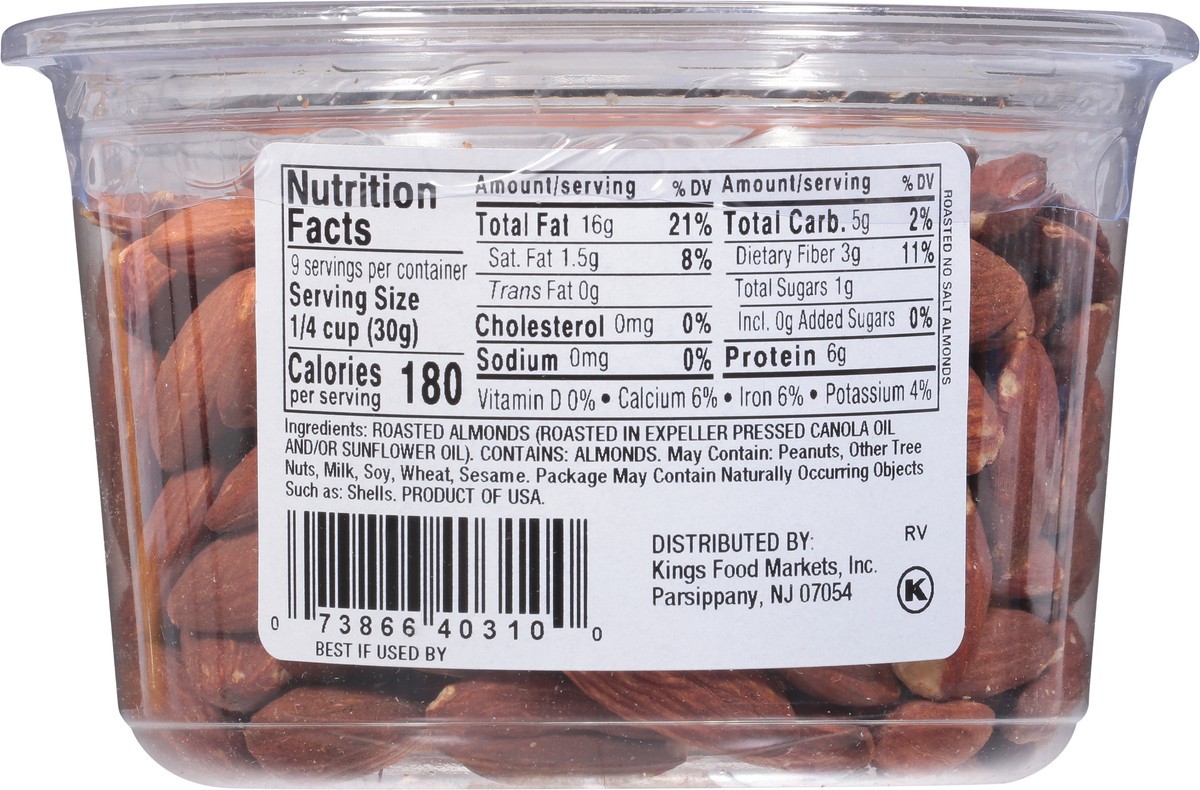 Nutrition
Facts
9 servings per container
Serving Size
1/4 cup (30g)
Calories
per serving
180
Amount/serving % DV
Total Fat 16g 21%
Sat. Fat 1.5g 8%
Trans Fat 0g
Cholesterol 0mg 0%
Sodium 0mg 0%
Amount/serving % DV
Total Carb. 5g 2%
Dietary Fiber 3g 11%
Total Sugars 1g
Incl. 0g Added Sugars 0%
Protein 6g
Vitamin D 0% • Calcium 6% • Iron 6% • Potassium 4%
ROASTED NO SALT ALMONDS
Ingredients: ROASTED ALMONDS (ROASTED IN EXPELLER PRESSED CANOLA OIL
AND/OR SUNFLOWER OIL). CONTAINS: ALMONDS. May Contain: Peanuts, Other Tree
Nuts, Milk, Soy, Wheat, Sesame. Package May Contain Naturally Occurring Objects
Such as: Shells. PRODUCT OF USA.
0 73866 40310 0
BEST IF USED BY
DISTRIBUTED BY:
Kings Food Markets, Inc.
Parsippany, NJ 07054
RV
K